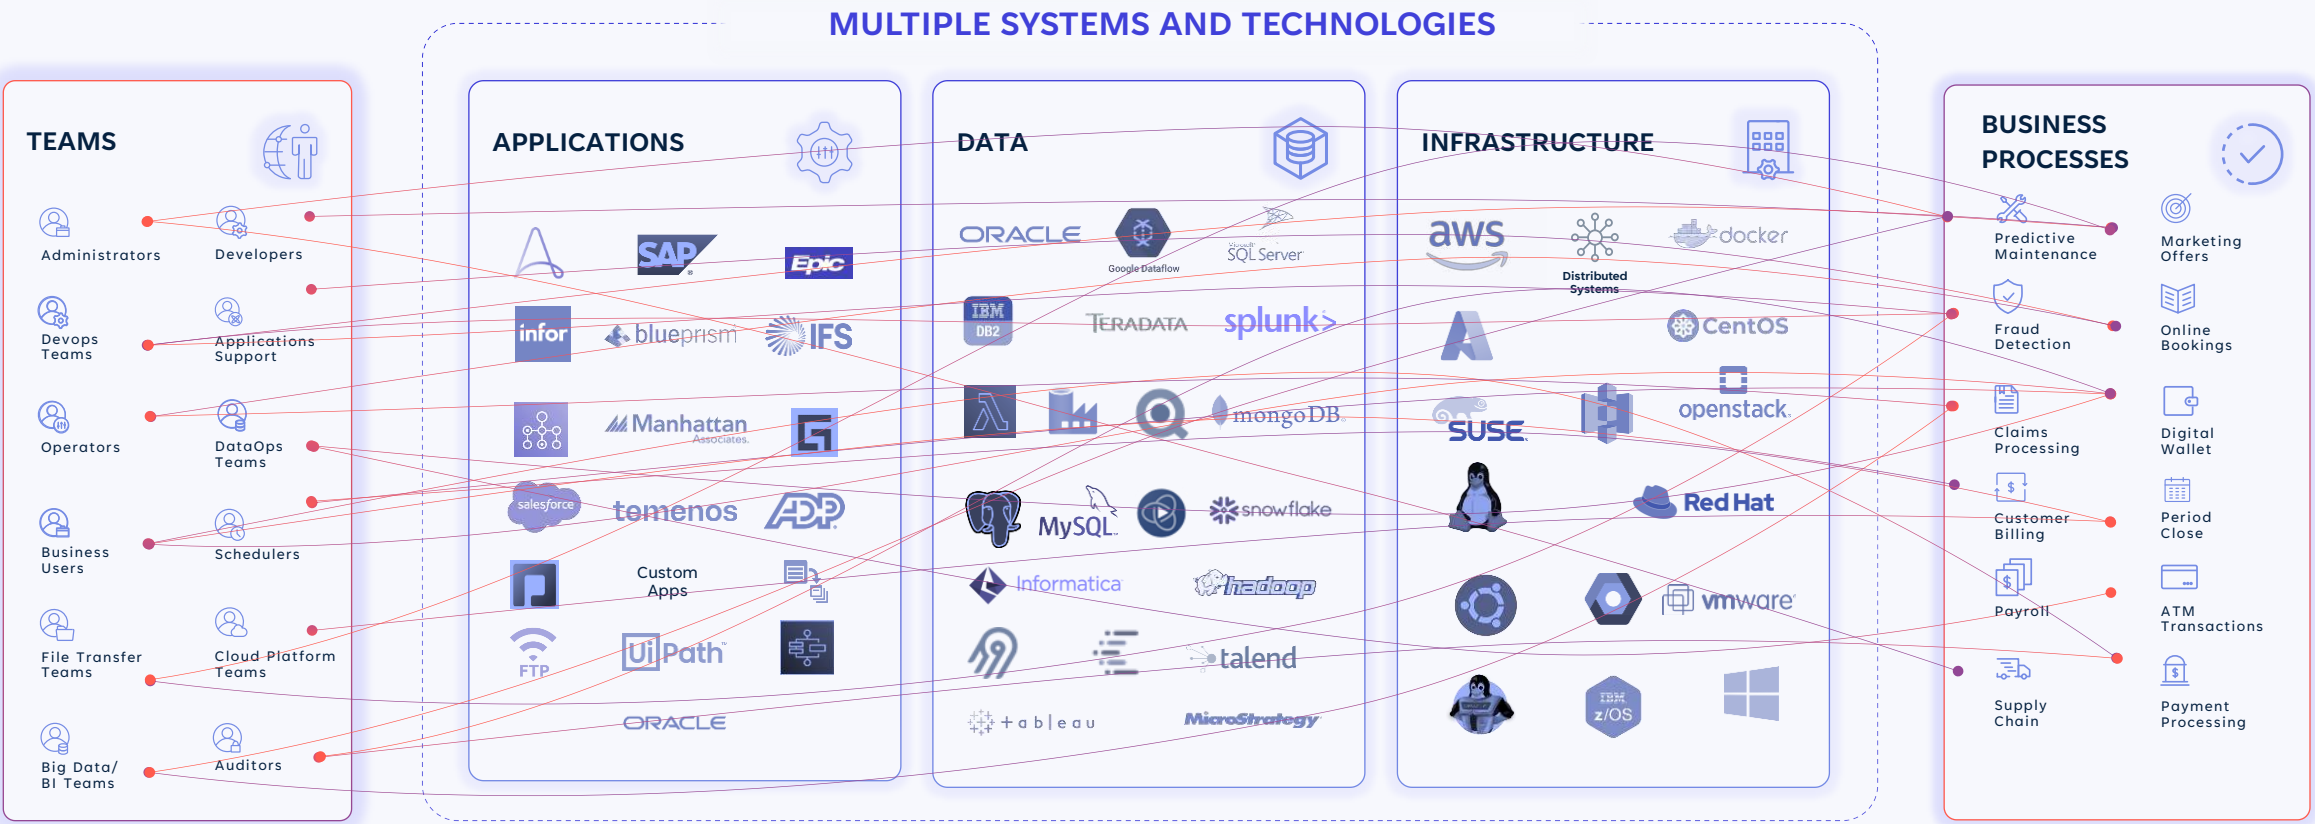 MULTIPLE SYSTEMS AND TECHNOLOGIES
TEAMS
Administrators
Developers
Devops
Teams
Applications
Support
Operators
DataOps
Teams
Business
Users
Schedulers
File Transfer
Teams
Cloud Platform
Teams
Big Data/
BI Teams
Auditors
APPLICATIONS
SAP
Epic
infor
blueprism
IFS
Manhattan
Associates.
salesforce
temenos
ADP
Custom
Apps
FTP
UiPath
ORACLE
DATA
ORACLE
Google Dataflow
Microsoft
SQL Server
IBM
DB2
TERADATA
splunk>
mongoDB
MySQL
snowflake
Informatica
hadoop
talend
+ableau
MicroStrategy
INFRASTRUCTURE
aws
Distributed
Systems
docker
CentOS
SUSE
openstack
Red Hat
vmware
IBM
z/OS
BUSINESS
PROCESSES
Predictive
Maintenance
Marketing
Offers
Fraud
Detection
Online
Bookings
Claims
Processing
Digital
Wallet
$
Customer
Billing
Period
Close
$
Payroll
ATM
Transactions
Supply
Chain
$
Payment
Processing